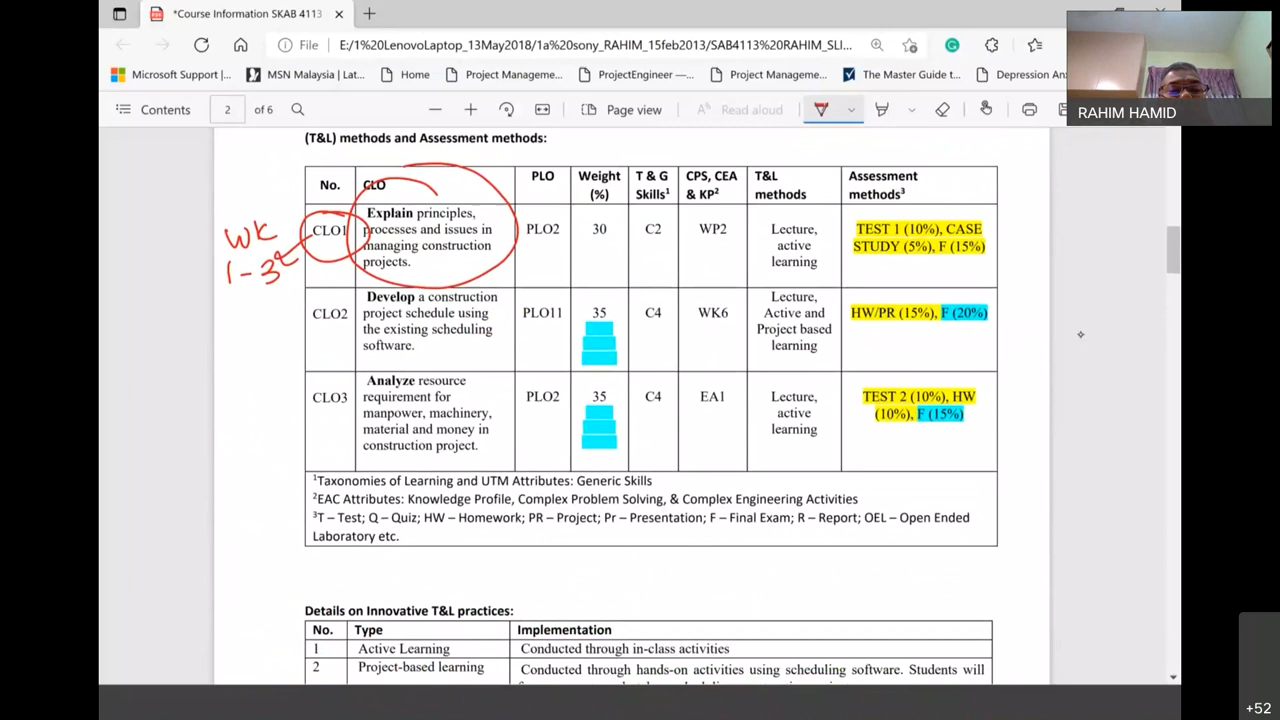 *Course Information SKAB 4113
File E:/1%20LenovoLaptop_13May2018/1a%20sony_RAHIM_15feb2013/SAB4113%20RAHIM_SLI...
Microsoft Support |... MSN Malaysia | Lat... Home Project Manageme... ProjectEngineer —... Project Manageme... The Master Guide t... Depression An
RAHIM HAMID
Contents 2 of 6 Page view Read aloud
(T&L) methods and Assessment methods:
No. CLO PLO Weight (%) T & G Skills¹ CPS, CEA & KP² T&L methods Assessment methods³
CLO1 Explain principles, processes and issues in managing construction projects. PLO2 30 C2 WP2 Lecture, active learning TEST 1 (10%), CASE STUDY (5%), F (15%)
WK
1-3
CLO2 Develop a construction project schedule using the existing scheduling software. PLO11 35 C4 WK6 Lecture, Active and Project based learning HW/PR (15%), F (20%)
CLO3 Analyze resource requirement for manpower, machinery, material and money in construction project. PLO2 35 C4 EA1 Lecture, active learning TEST 2 (10%), HW (10%), F (15%)
¹Taxonomies of Learning and UTM Attributes: Generic Skills
²EAC Attributes: Knowledge Profile, Complex Problem Solving, & Complex Engineering Activities
³T – Test; Q – Quiz; HW – Homework; PR – Project; Pr – Presentation; F – Final Exam; R – Report; OEL – Open Ended
Laboratory etc.
Details on Innovative T&L practices:
No. Type Implementation
1 Active Learning Conducted through in-class activities
2 Project-based learning Conducted through hands-on activities using scheduling software. Students will
+52